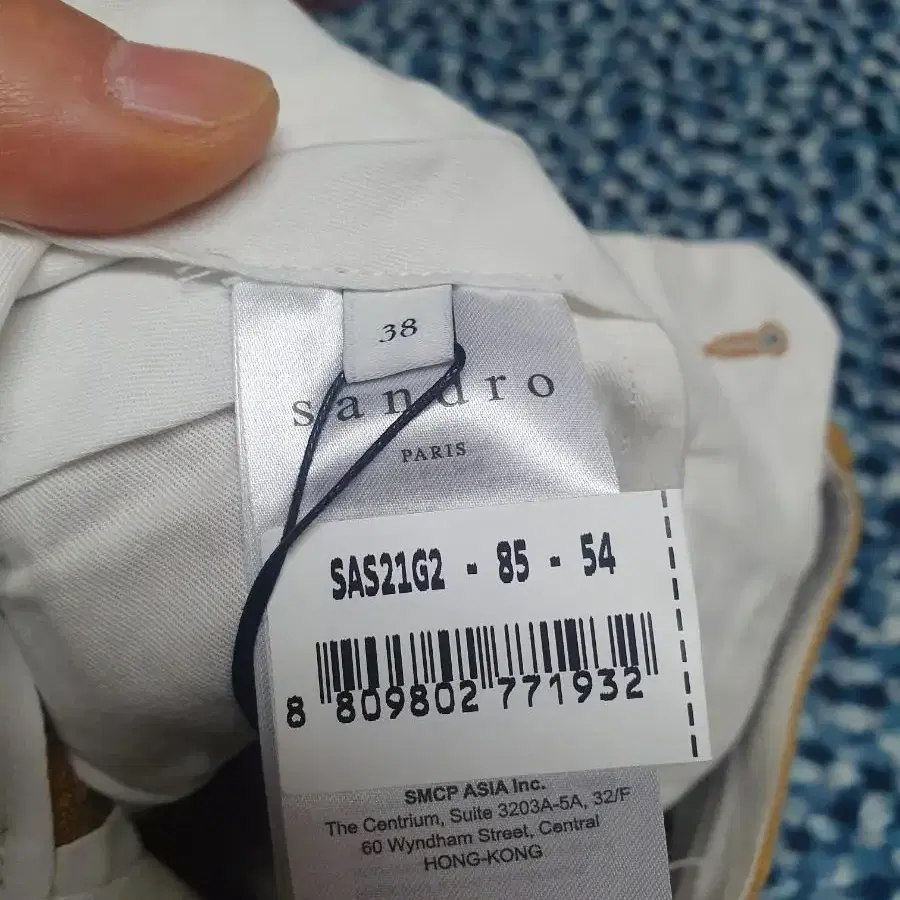 38
sandro
PARIS
SAS21G2 - 85 - 54
8 809802 771932
SMCP ASIA Inc.
The Centrium, Suite 3203A-5A, 32/F
60 Wyndham Street, Central
HONG-KONG